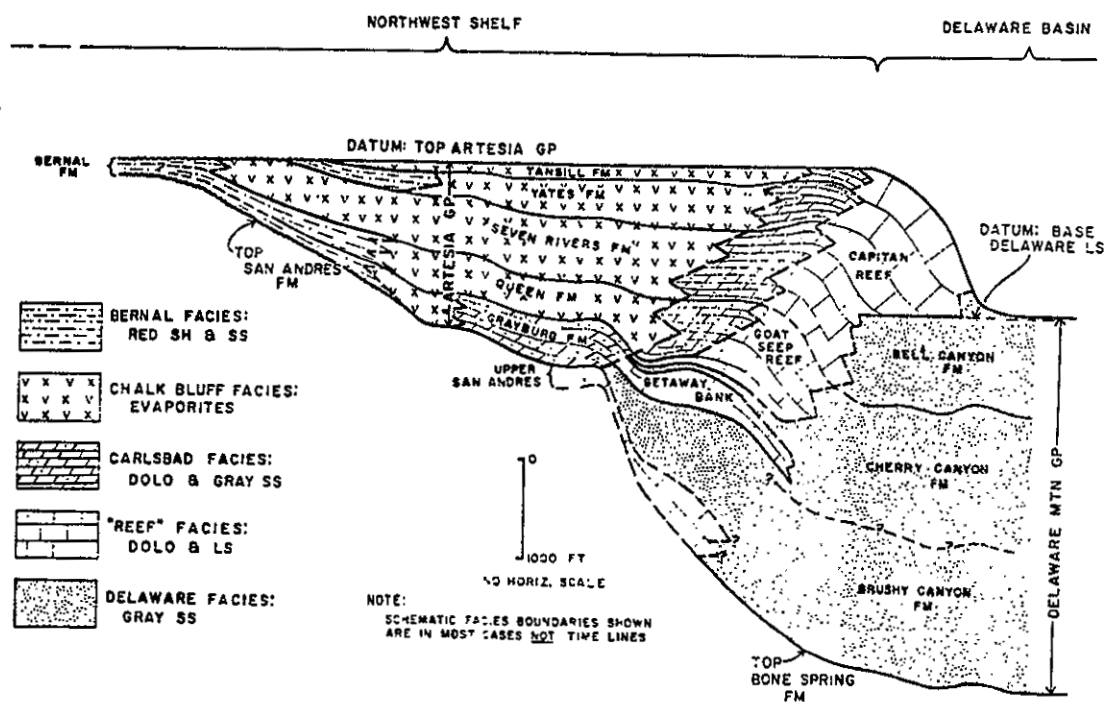 NORTHWEST SHELF
DELAWARE BASIN
DATUM: TOP ARTESIA GP
BERNAL
FM
TANSILL FM
YATES FM
SEVEN RIVERS FM
QUEEN FM
GRAYBURG FM
ARTESIA GP
TOP
SAN ANDRES
FM
UPPER
SAN ANDRES
GETAWAY
BANK
GOAT
SEEP
REEF
CAPITAN
REEF
DATUM: BASE
DELAWARE LS
BELL CANYON
FM
CHERRY CANYON
FM
BRUSHY CANYON
FM
DELAWARE MTN GP
TOP
BONE SPRING
FM
BERNAL FACIES:
RED SH & SS
CHALK BLUFF FACIES:
EVAPORITES
CARLSBAD FACIES:
DOLO & GRAY SS
"REEF" FACIES:
DOLO & LS
DELAWARE FACIES:
GRAY SS
0
1000 FT
NO HORIZ. SCALE
NOTE:
SCHEMATIC FACIES BOUNDARIES SHOWN
ARE IN MOST CASES NOT TIME LINES